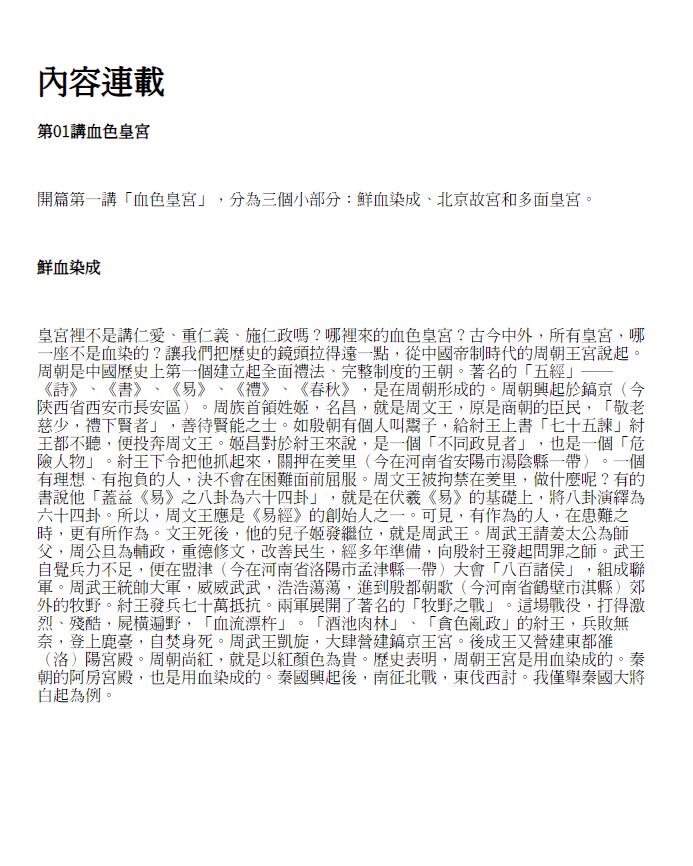 內容連載
第01講血色皇宮
開篇第一講「血色皇宮」，分為三個小部分：鮮血染成、北京故宮和多面皇宮。
鮮血染成
皇宮裡不是講仁愛、重仁義、施仁政嗎？哪裡來的血色皇宮？古今中外，所有皇宮，哪
一座不是血染的？讓我們把歷史的鏡頭拉得遠一點，從中國帝制時代的周朝王宮說起。
周朝是中國歷史上第一個建立起全面禮法、完整制度的王朝。著名的「五經」——
《詩》、《書》、《易》、《禮》、《春秋》，是在周朝形成的。周朝興起於鎬京（今
陝西省西安市長安區）。周族首領姓姬，名昌，就是周文王，原是商朝的臣民，「敬老
慈少，禮下賢者」，善待賢能之士。如殷朝有個人叫鬻子，給紂王上書「七十五諫」紂
王都不聽，便投奔周文王。姬昌對於紂王來說，是一個「不同政見者」，也是一個「危
險人物」。紂王下令把他抓起來，關押在羑里（今在河南省安陽市湯陰縣一帶）。一個
有理想、有抱負的人，決不會在困難面前屈服。周文王被拘禁在羑里，做什麼呢？有的
書說他「蓋益《易》之八卦為六十四卦」，就是在伏羲《易》的基礎上，將八卦演繹為
六十四卦。所以，周文王應是《易經》的創始人之一。可見，有作為的人，在患難之
時，更有所作為。文王死後，他的兒子姬發繼位，就是周武王。周武王請姜太公為師
父，周公旦為輔政，重德修文，改善民生，經多年準備，向殷紂王發起問罪之師。武王
自覺兵力不足，便在盟津（今在河南省洛陽市孟津縣一帶）大會「八百諸侯」，組成聯
軍。周武王統帥大軍，威威武武，浩浩蕩蕩，進到殷都朝歌（今河南省鶴壁市淇縣）郊
外的牧野。紂王發兵七十萬抵抗。兩軍展開了著名的「牧野之戰」。這場戰役，打得激
烈、殘酷，屍橫遍野，「血流漂杵」。「酒池肉林」、「貪色亂政」的紂王，兵敗無
奈，登上鹿臺，自焚身死。周武王凱旋，大肆營建鎬京王宮。後成王又營建東都雒
（洛）陽宮殿。周朝尚紅，就是以紅顏色為貴。歷史表明，周朝王宮是用血染成的。秦
朝的阿房宮殿，也是用血染成的。秦國興起後，南征北戰，東伐西討。我僅舉秦國大將
白起為例。